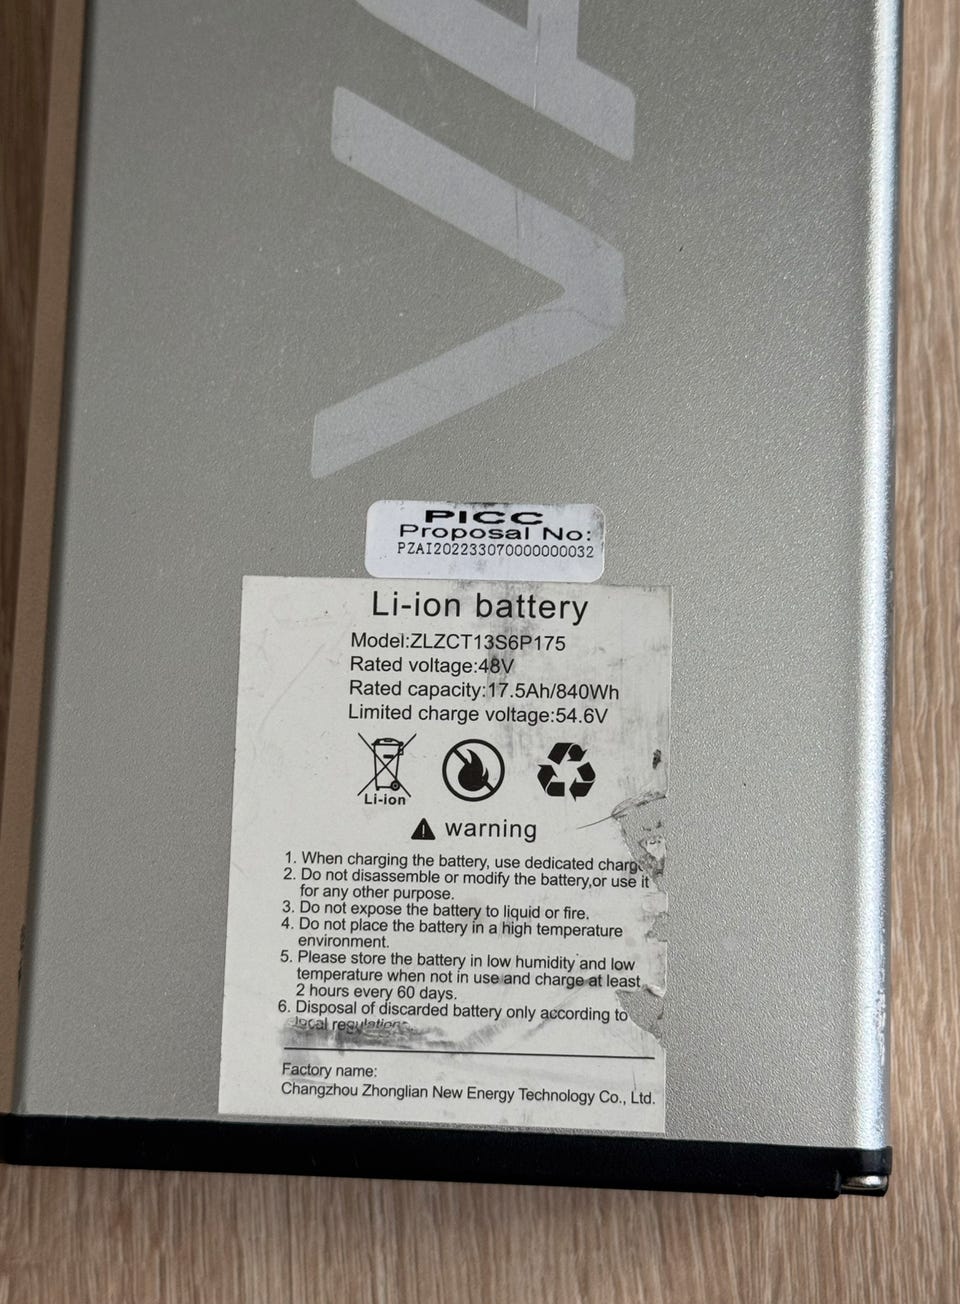 VA
PICC
Proposal No:
PZAI202233070000000032
Li-ion battery
Model:ZLZCT13S6P175
Rated voltage:48V
Rated capacity:17.5Ah/840Wh
Limited charge voltage:54.6V
Li-ion
warning
1. When charging the battery, use dedicated charg
2. Do not disassemble or modify the battery,or use it
for any other purpose.
3. Do not expose the battery to liquid or fire.
4. Do not place the battery in a high temperature
environment.
5. Please store the battery in low humidity and low
temperature when not in use and charge at least
2 hours every 60 days.
6. Disposal of discarded battery only according to
local regulations.
Factory name:
Changzhou Zhonglian New Energy Technology Co., Ltd.